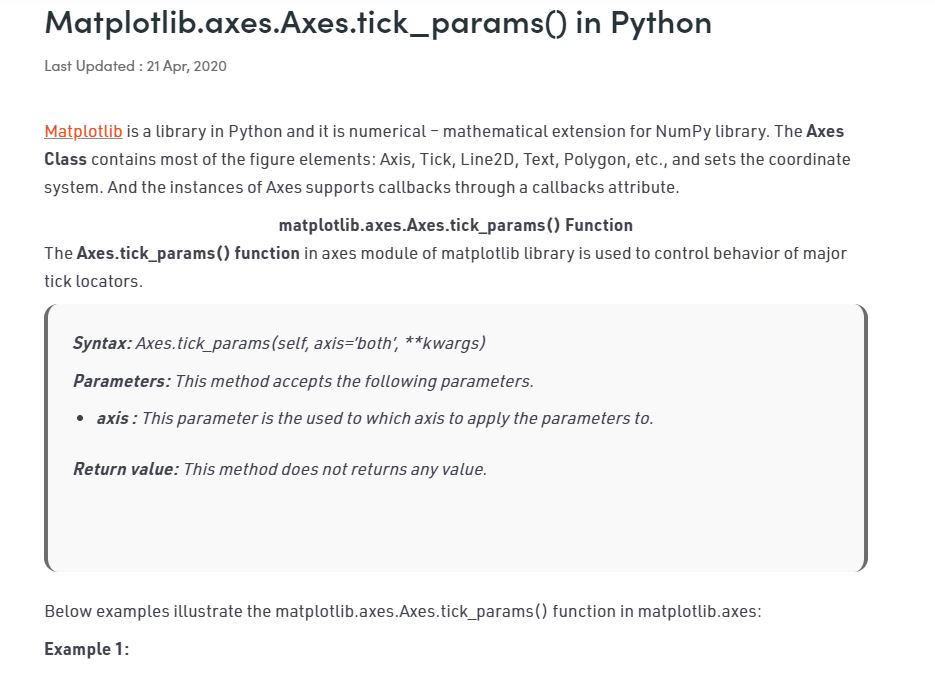 Matplotlib.axes.Axes.tick_params() in Python
Last Updated : 21 Apr, 2020
Matplotlib is a library in Python and it is numerical – mathematical extension for NumPy library. The Axes
Class contains most of the figure elements: Axis, Tick, Line2D, Text, Polygon, etc., and sets the coordinate
system. And the instances of Axes supports callbacks through a callbacks attribute.
matplotlib.axes.Axes.tick_params() Function
The Axes.tick_params() function in axes module of matplotlib library is used to control behavior of major
tick locators.
Syntax: Axes.tick_params(self, axis=’both’, **kwargs)
Parameters: This method accepts the following parameters.
• axis : This parameter is the used to which axis to apply the parameters to.
Return value: This method does not returns any value.
Below examples illustrate the matplotlib.axes.Axes.tick_params() function in matplotlib.axes:
Example 1: